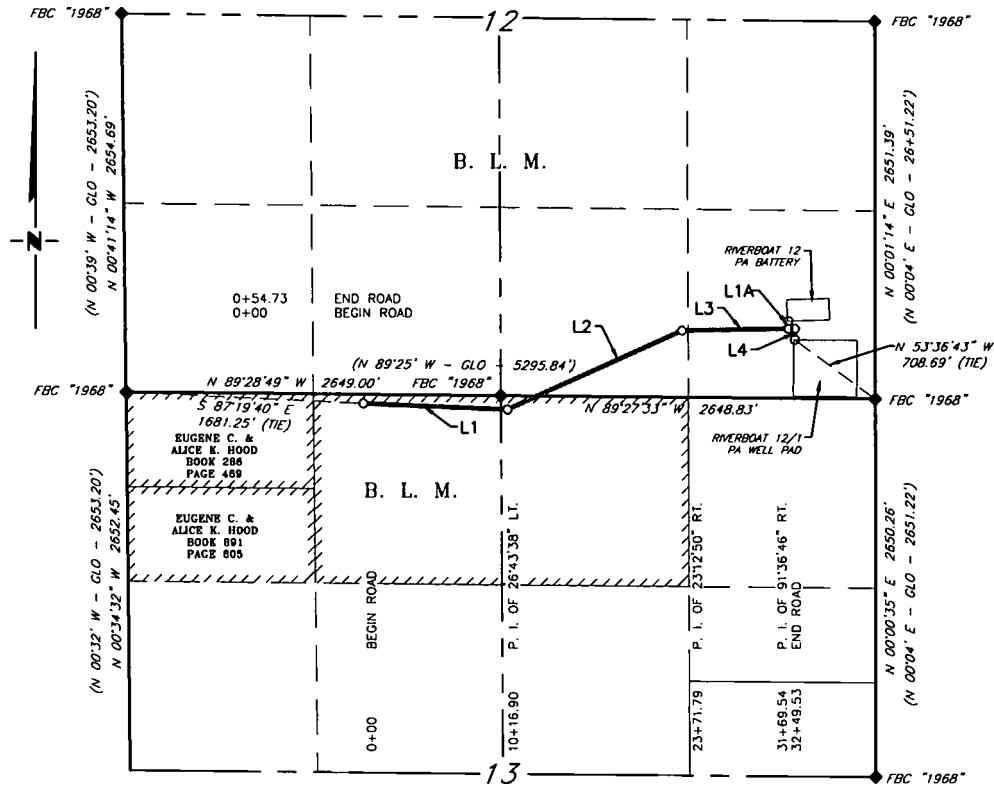 FBC "1968"
12
FBC "1968"
(N 00°39' W - GLO - 2653.20')
N 00°41'14" W 2654.69'
N 00°01'14" E 2651.39'
(N 00°04' E - GLO - 26+51.22')
B. L. M.
N
RIVERBOAT 12
PA BATTERY
0+54.73 END ROAD
0+00 BEGIN ROAD
L1A
L2
L3
L4
N 53°36'43" W
708.69' (TIE)
(N 89°25' W - GLO - 5295.84')
FBC "1968"
N 89°28'49" W 2649.00'
FBC "1968"
FBC "1968"
S 87°19'40" E
1681.25' (TIE)
N 89°27'33" W 2648.83'
L1
RIVERBOAT 12/1
PA WELL PAD
EUGENE C. &
ALICE K. HOOD
BOOK 286
PAGE 469
B. L. M.
EUGENE C. &
ALICE K. HOOD
BOOK 891
PAGE 805
(N 00°32' W - GLO - 2653.20')
N 00°34'32" W 2652.45'
N 00°00'35" E 2650.26'
(N 00°04' E - GLO - 2651.22')
0+00 BEGIN ROAD
10+16.90 P. I. OF 26°43'38" LT.
23+71.79 P. I. OF 23°12'50" RT.
31+69.54 P. I. OF 91°36'46" RT.
32+49.53 END ROAD
13
FBC "1968"